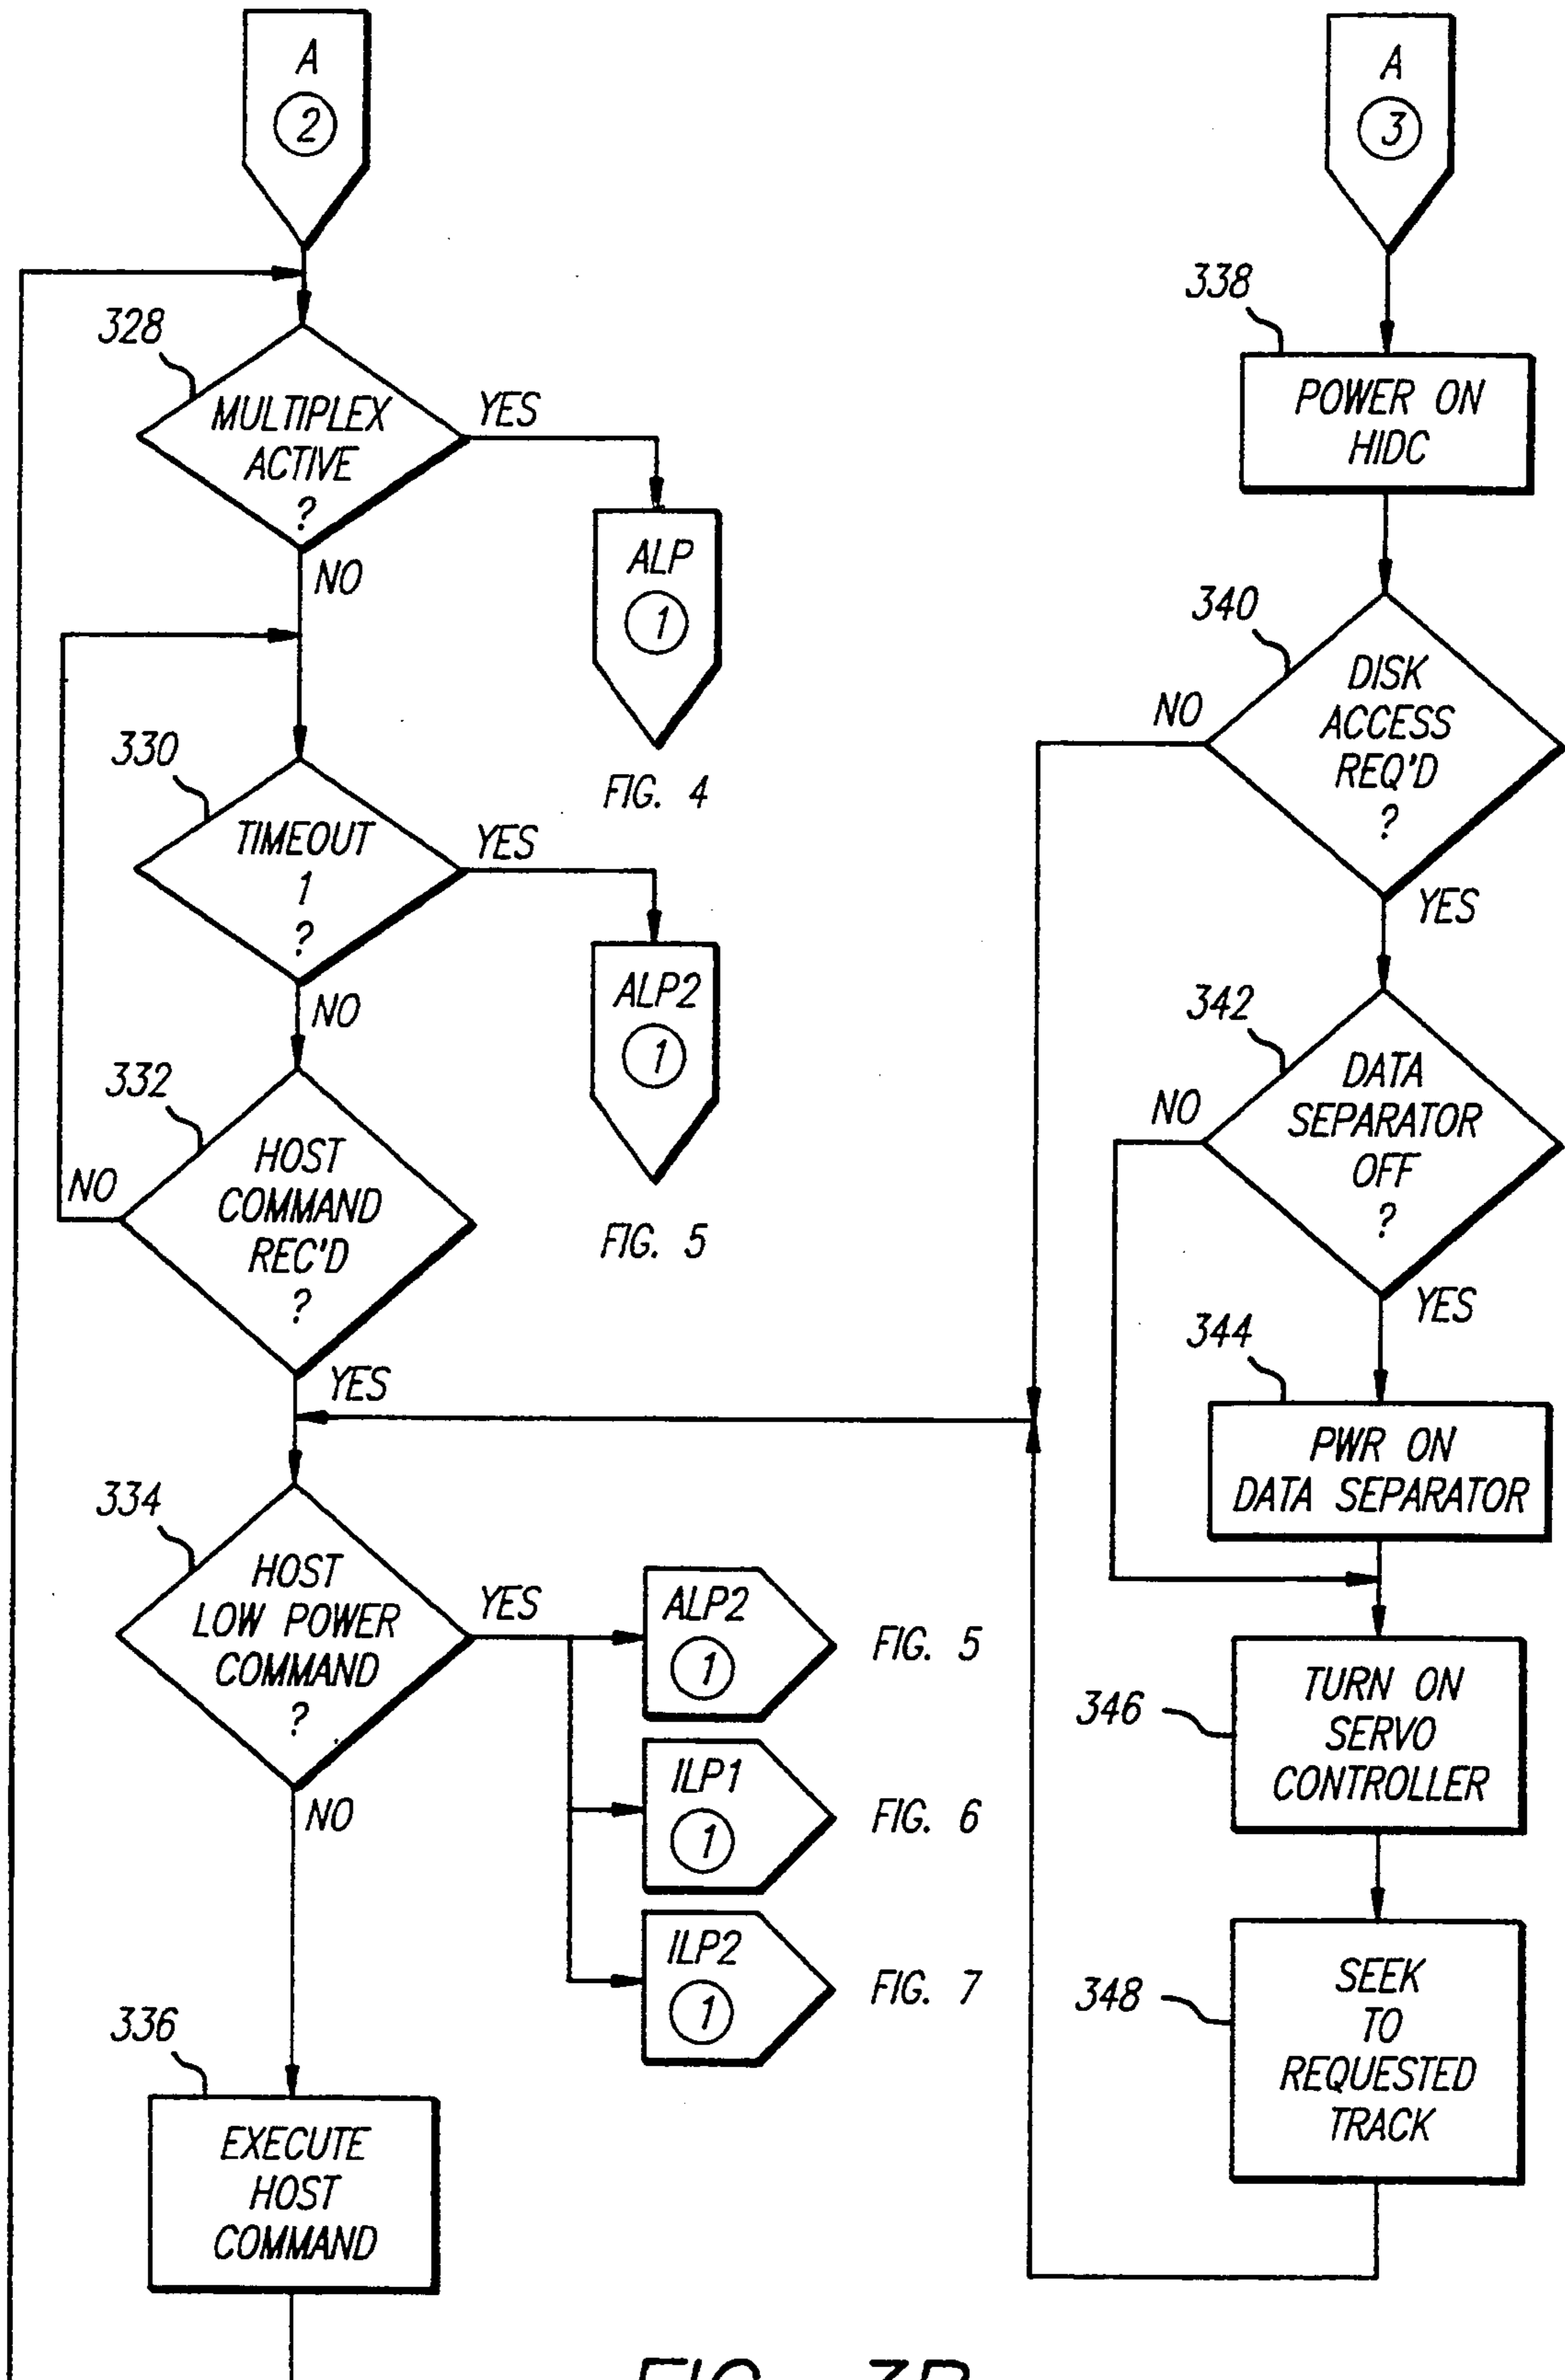 A
2
328
MULTIPLEX
ACTIVE
?
YES
NO
ALP
1
FIG. 4
330
TIMEOUT
1
?
YES
NO
ALP2
1
FIG. 5
332
HOST
COMMAND
REC'D
?
NO
YES
334
HOST
LOW POWER
COMMAND
?
YES
NO
ALP2
1
FIG. 5
ILP1
1
FIG. 6
ILP2
1
FIG. 7
336
EXECUTE
HOST
COMMAND
A
3
338
POWER ON
HIDC
340
DISK
ACCESS
REQ'D
?
NO
YES
342
DATA
SEPARATOR
OFF
?
NO
YES
344
PWR ON
DATA SEPARATOR
346
TURN ON
SERVO
CONTROLLER
348
SEEK
TO
REQUESTED
TRACK